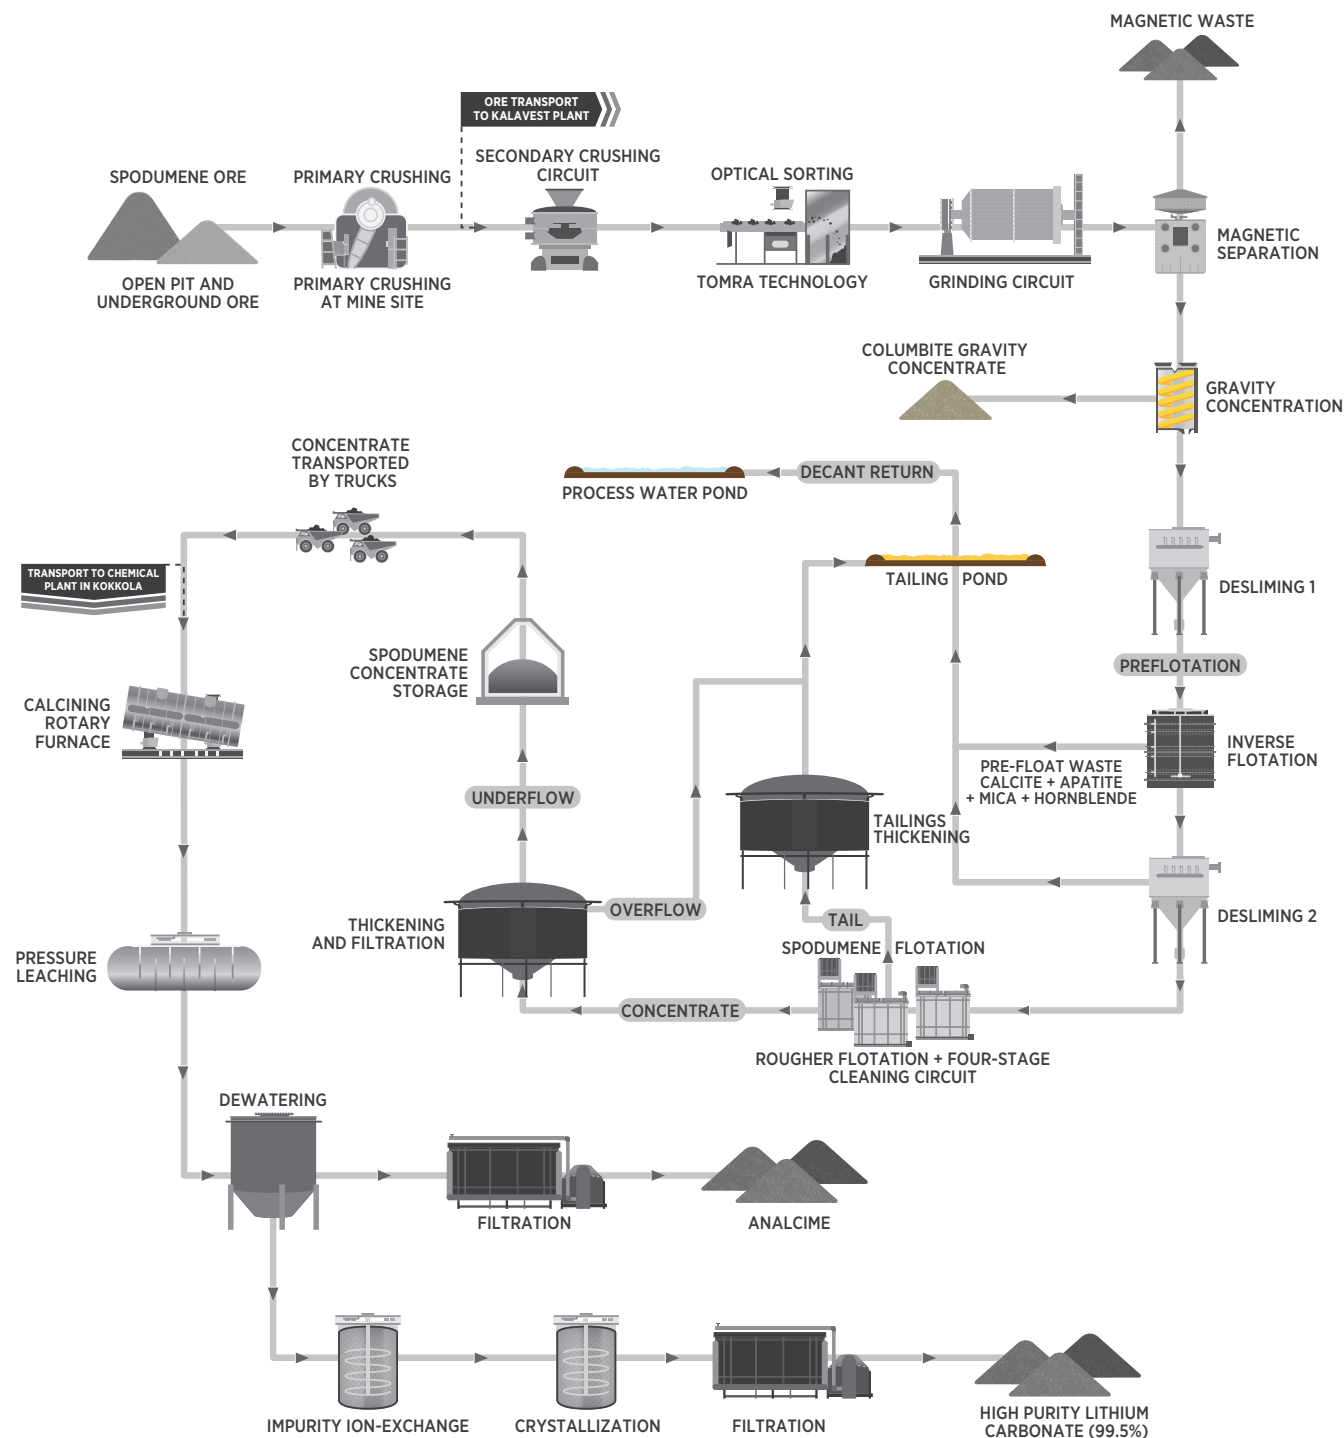 MAGNETIC WASTE
ORE TRANSPORT
TO KALAVEST PLANT
SPODUMENE ORE
PRIMARY CRUSHING
SECONDARY CRUSHING
CIRCUIT
OPTICAL SORTING
MAGNETIC
SEPARATION
OPEN PIT AND
UNDERGROUND ORE
PRIMARY CRUSHING
AT MINE SITE
TOMRA TECHNOLOGY
GRINDING CIRCUIT
COLUMBITE GRAVITY
CONCENTRATE
GRAVITY
CONCENTRATION
CONCENTRATE
TRANSPORTED
BY TRUCKS
DECANT RETURN
PROCESS WATER POND
TRANSPORT TO CHEMICAL
PLANT IN KOKKOLA
TAILING POND
DESLIMING 1
SPODUMENE
CONCENTRATE
STORAGE
PREFLOTATION
CALCINING
ROTARY
FURNACE
INVERSE
FLOTATION
PRE-FLOAT WASTE
CALCITE + APATITE
+ MICA + HORNBLENDE
UNDERFLOW
TAILINGS
THICKENING
OVERFLOW
THICKENING
AND FILTRATION
TAIL
DESLIMING 2
SPODUMENE FLOTATION
PRESSURE
LEACHING
CONCENTRATE
ROUGHER FLOTATION + FOUR-STAGE
CLEANING CIRCUIT
DEWATERING
FILTRATION
ANALCIME
IMPURITY ION-EXCHANGE
CRYSTALLIZATION
FILTRATION
HIGH PURITY LITHIUM
CARBONATE (99.5%)